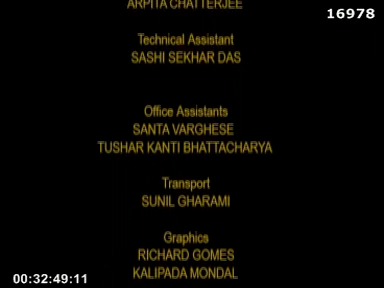 ARPITA CHATTERJEE
16978
Technical Assistant
SASHI SEKHAR DAS
Office Assistants
SANTA VARGHESE
TUSHAR KANTI BHATTACHARYA
Transport
SUNIL GHARAMI
Graphics
RICHARD GOMES
KALIPADA MONDAL
00:32:49:11